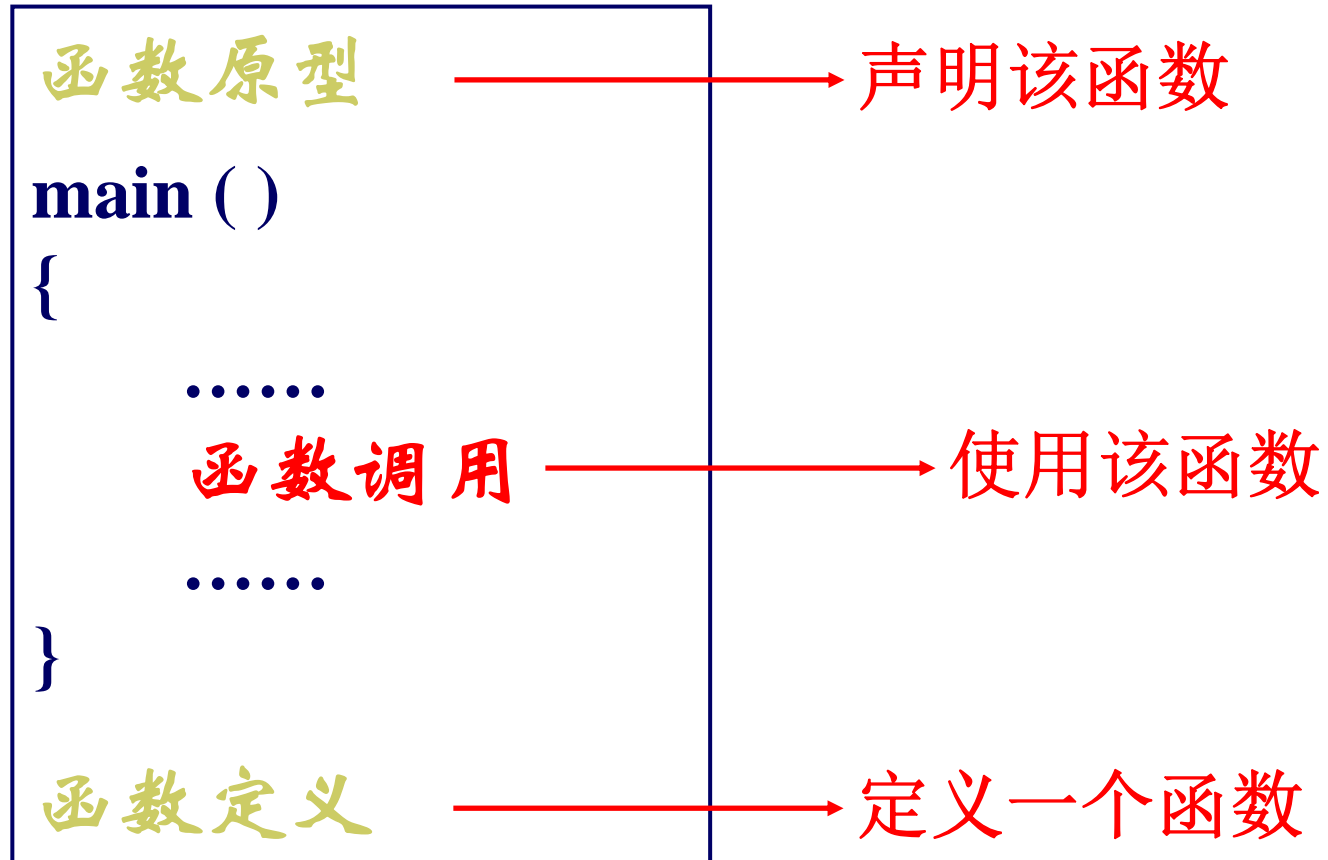 函数原型 声明该函数
main ( )
{
......
函数调用 使用该函数
......
}
函数定义 定义一个函数